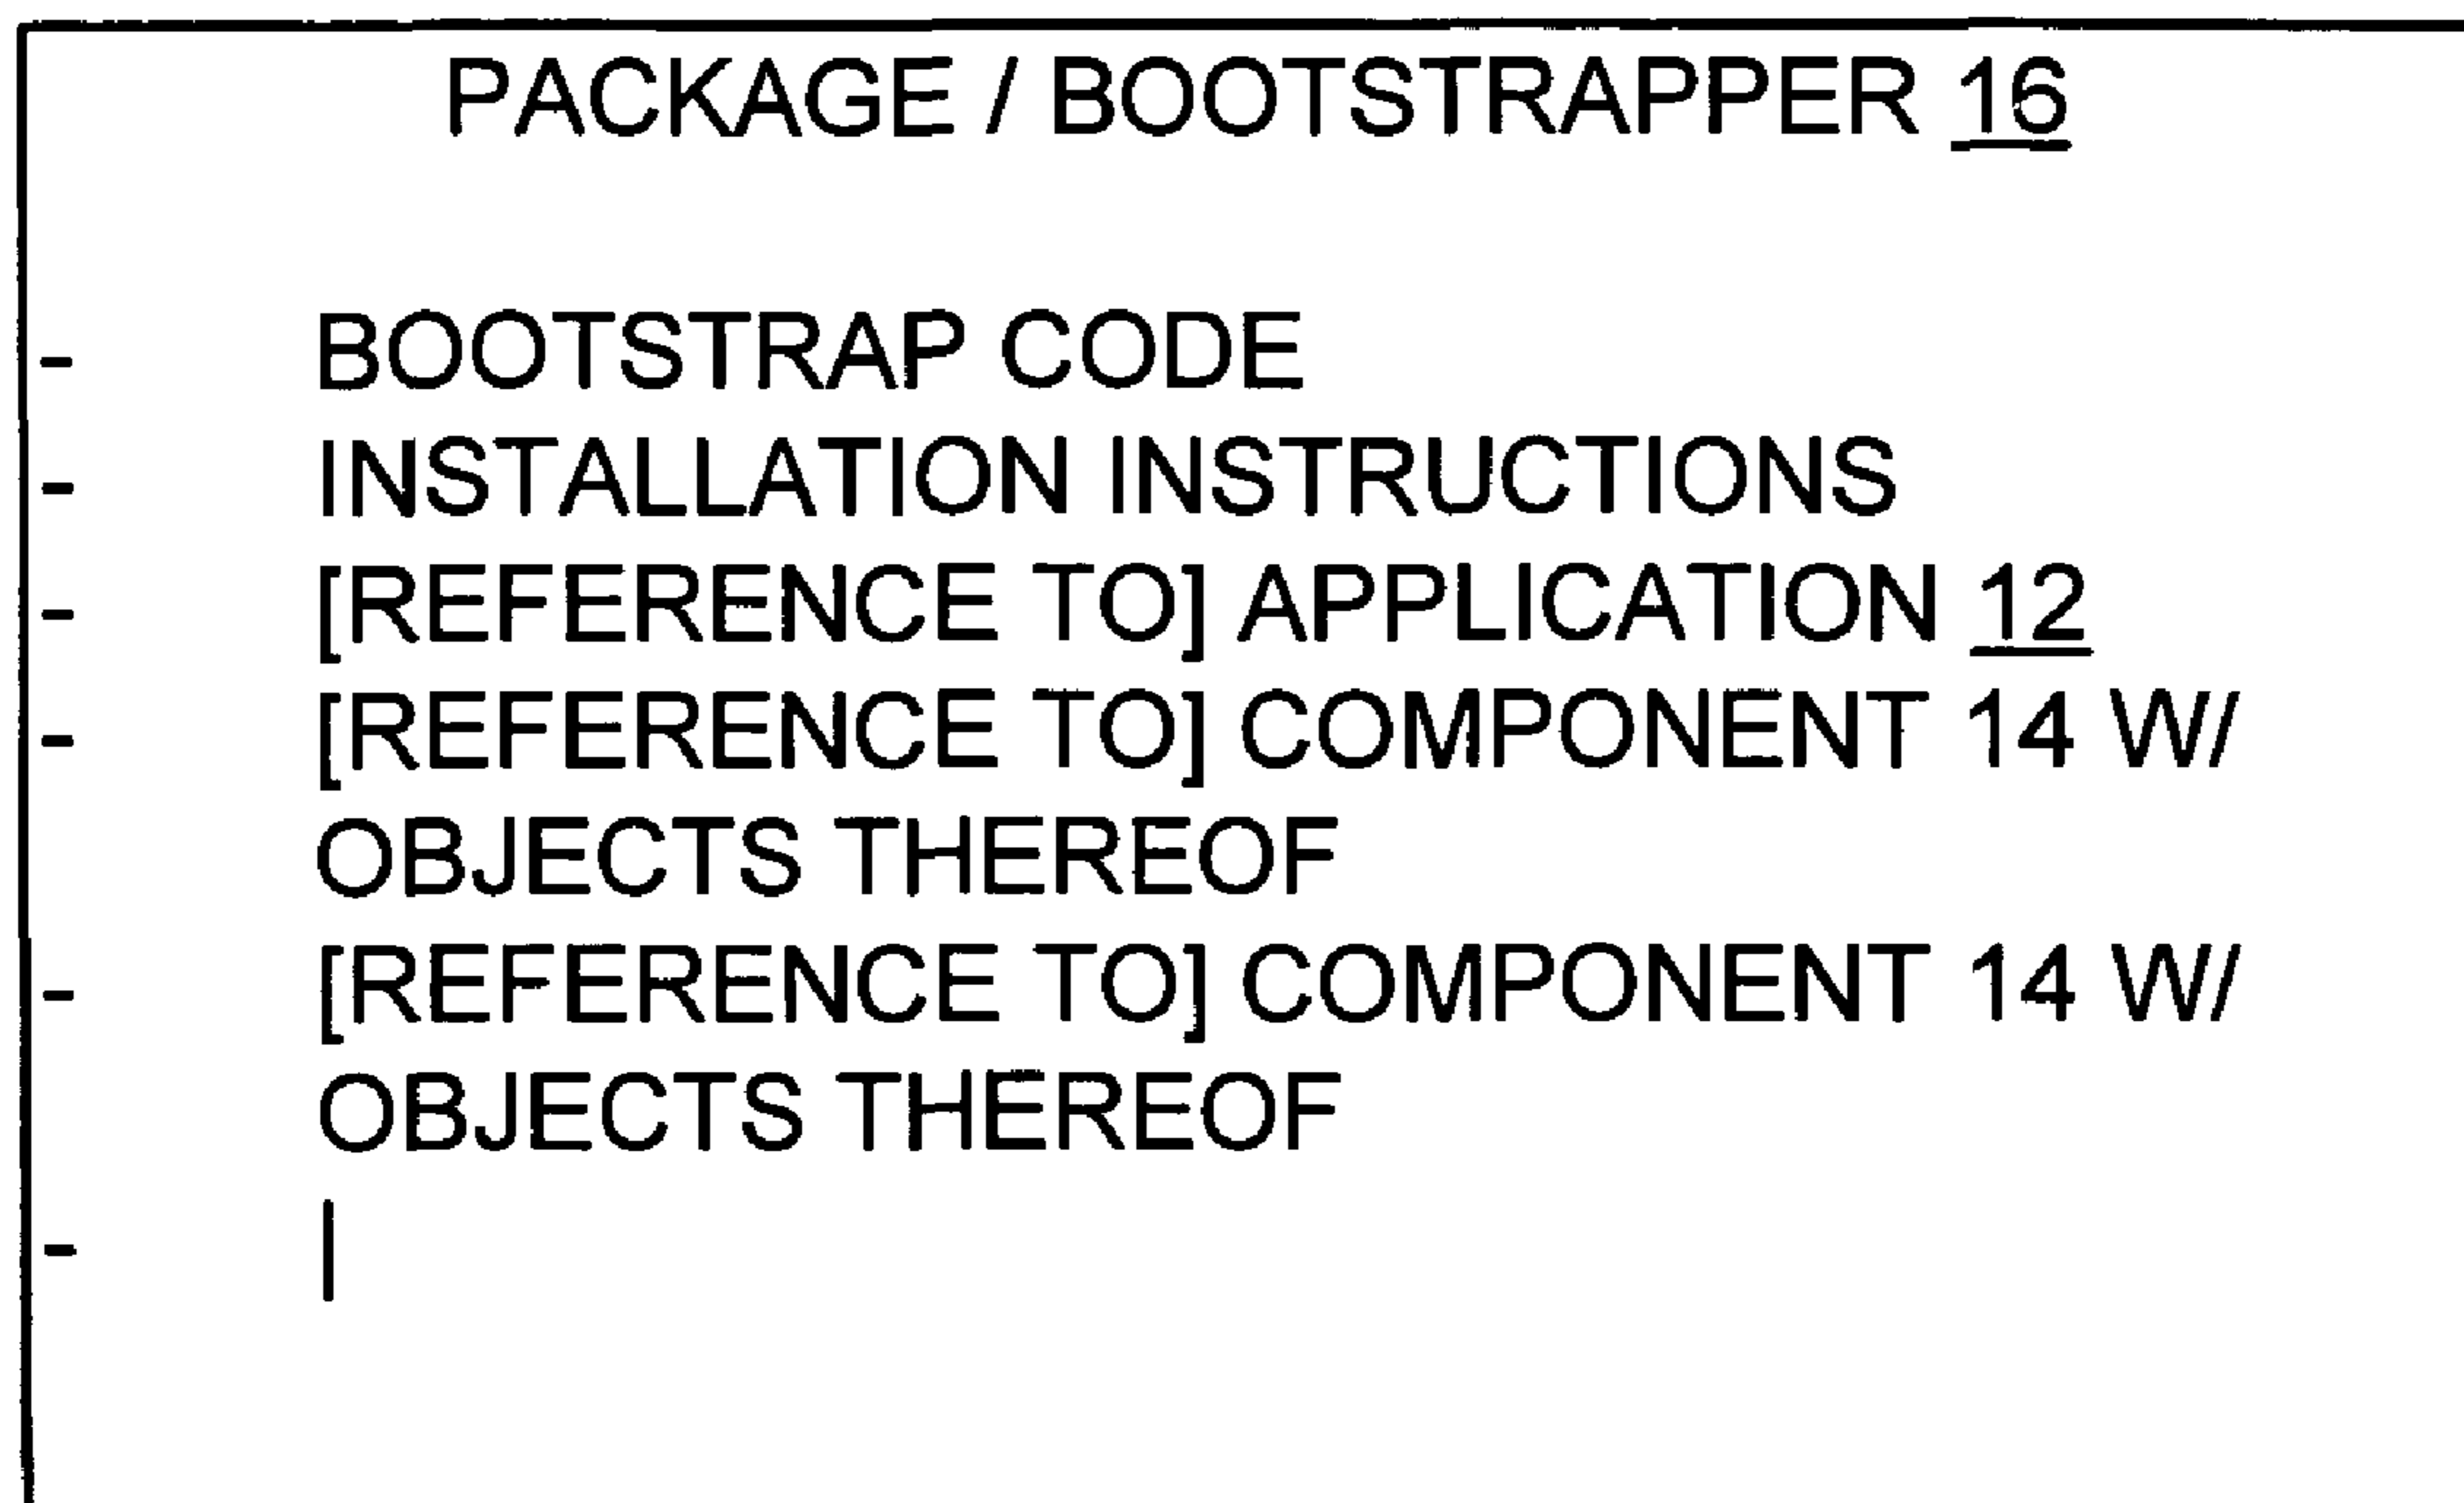 PACKAGE / BOOTSTRAPPER 16
- BOOTSTRAP CODE
- INSTALLATION INSTRUCTIONS
- [REFERENCE TO] APPLICATION 12
- [REFERENCE TO] COMPONENT 14 W/
OBJECTS THEREOF
- [REFERENCE TO] COMPONENT 14 W/
OBJECTS THEREOF
- |